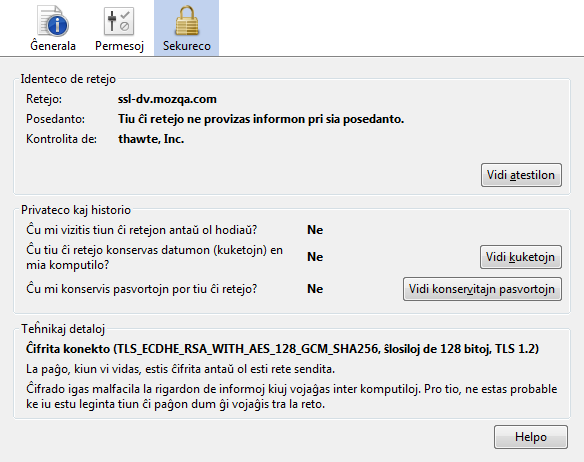 Ĝenerala Permesoj Sekureco
Identeco de retejo
Retejo: ssl-dv.mozqa.com
Posedanto: Tiu ĉi retejo ne provizas informon pri sia posedanto.
Kontrolita de: thawte, Inc.
Vidi atestilon
Privateco kaj historio
Ĉu mi vizitis tiun ĉi retejon antaŭ ol hodiaŭ? Ne
Ĉu tiu ĉi retejo konservas datumon (kuketojn) en
mia komputilo? Ne Vidi kuketojn
Ĉu mi konservis pasvortojn por tiu ĉi retejo? Ne Vidi konservitajn pasvortojn
Teĥnikaj detaloj
Ĉifrita konekto (TLS_ECDHE_RSA_WITH_AES_128_GCM_SHA256, ŝlosiloj de 128 bitoj, TLS 1.2)
La paĝo, kiun vi vidas, estis ĉifrita antaŭ ol esti rete sendita.
Ĉifrado igas malfacila la rigardon de informoj kiuj vojaĝas inter komputiloj. Pro tio, ne estas probable
ke iu estu leginta tiun ĉi paĝon dum ĝi vojaĝis tra la reto.
Helpo